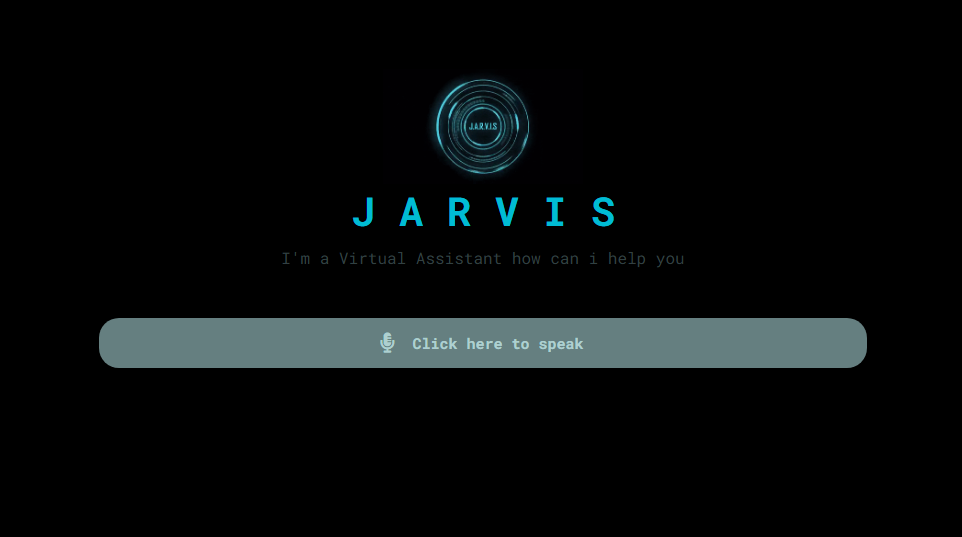 J.A.R.V.I.S
JARVIS
I'm a Virtual Assistant how can i help you
Click here to speak